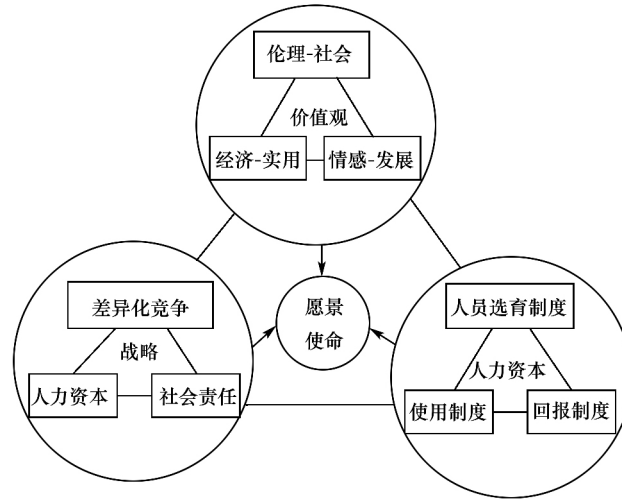 伦理-社会
价值观
经济-实用
情感-发展
愿景
使命
差异化竞争
战略
人力资本
社会责任
人员选育制度
人力资本
使用制度
回报制度